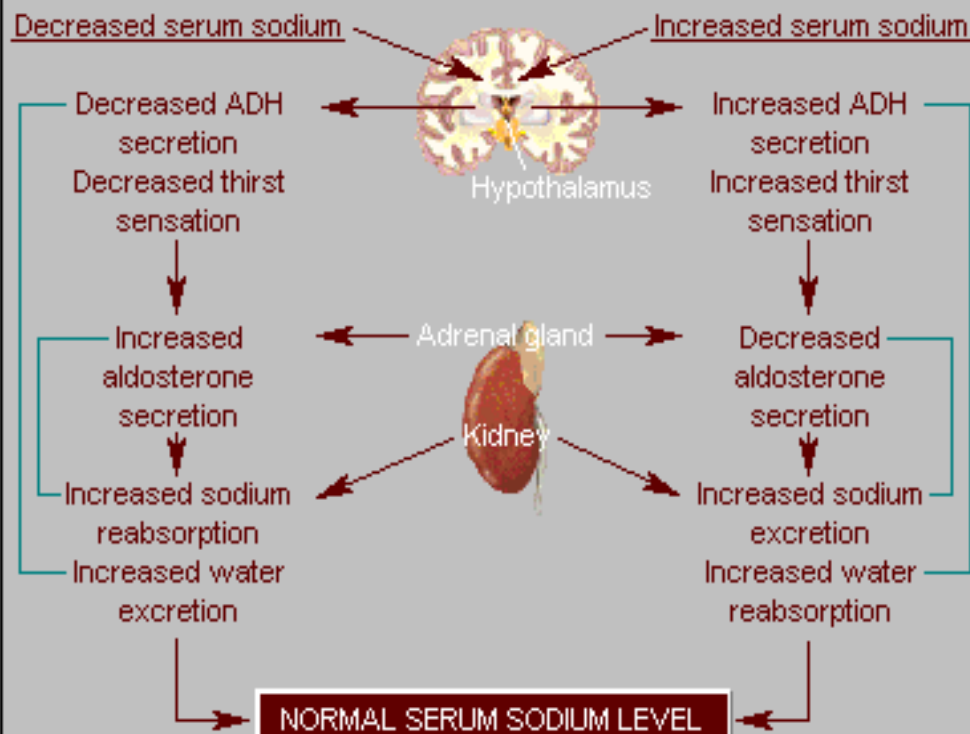 Decreased serum sodium
Increased serum sodium
Decreased ADH
secretion
Decreased thirst
sensation
Hypothalamus
Increased ADH
secretion
Increased thirst
sensation
Increased
aldosterone
secretion
Adrenal gland
Decreased
aldosterone
secretion
Kidney
Increased sodium
reabsorption
Increased water
excretion
Increased sodium
excretion
Increased water
reabsorption
NORMAL SERUM SODIUM LEVEL